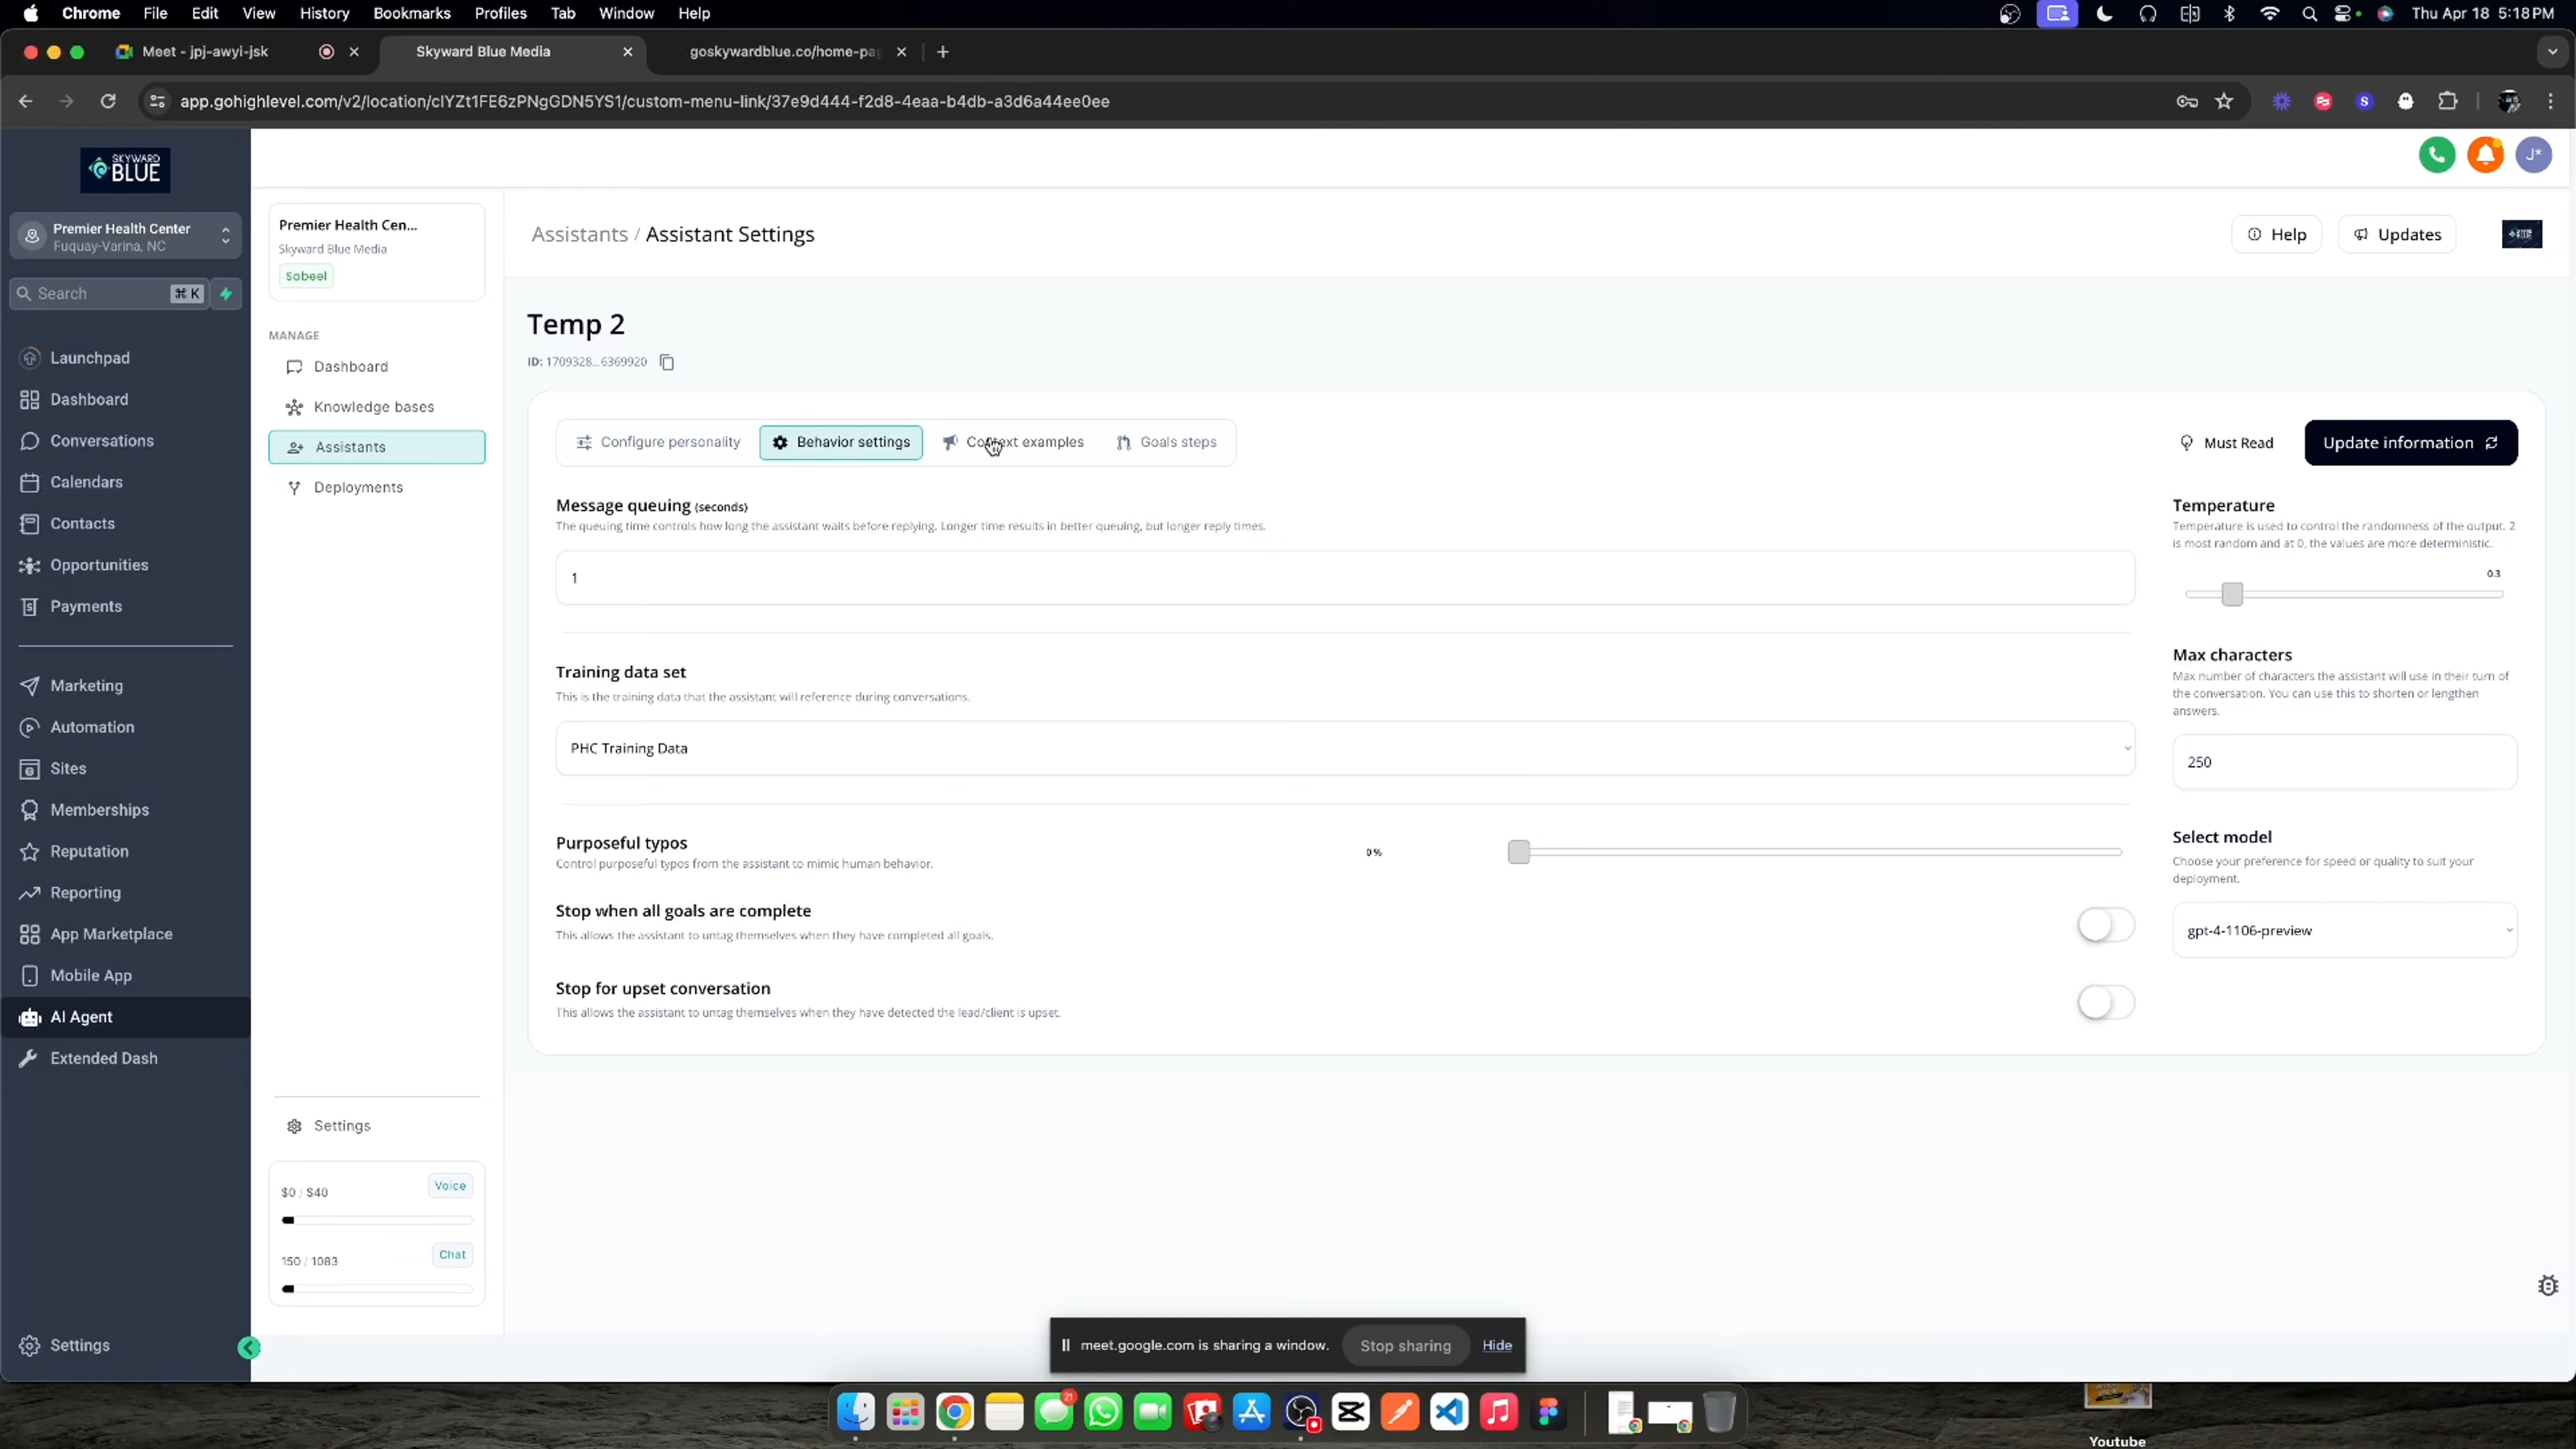 Chrome File Edit View History Bookmarks Profiles Tab Window Help
Thu Apr 18 5:18 PM
Meet - jpj-awyi-jsk
Skyward Blue Media
goskywardblue.co/home-pag
app.gohighlevel.com/v2/location/cIYZt1FE6zPNgGDN5YS1/custom-menu-link/37e9d444-f2d8-4eaa-b4db-a3d6a44ee0ee
SKYWARD
BLUE
Premier Health Center
Fuquay-Varina, NC
Search ⌘ K
Launchpad
Dashboard
Conversations
Calendars
Contacts
Opportunities
Payments
Marketing
Automation
Sites
Memberships
Reputation
Reporting
App Marketplace
Mobile App
AI Agent
Extended Dash
Settings
Premier Health Cen...
Skyward Blue Media
Sabeel
MANAGE
Dashboard
Knowledge bases
Assistants
Deployments
Settings
$0 / $40 Voice
150 / 1083 Chat
J*
Assistants / Assistant Settings
Help
Updates
Temp 2
ID: 1709328...6369920
Configure personality
Behavior settings
Context examples
Goals steps
Must Read
Update information
Message queuing (seconds)
The queuing time controls how long the assistant waits before replying. Longer time results in better queuing, but longer reply times.
1
Training data set
This is the training data that the assistant will reference during conversations.
PHC Training Data
Purposeful typos
Control purposeful typos from the assistant to mimic human behavior.
0 %
Stop when all goals are complete
This allows the assistant to untag themselves when they have completed all goals.
Stop for upset conversation
This allows the assistant to untag themselves when they have detected the lead/client is upset.
Temperature
Temperature is used to control the randomness of the output. 2
is most random and at 0, the values are more deterministic.
0.3
Max characters
Max number of characters the assistant will use in their turn of
the conversation. You can use this to shorten or lengthen
answers.
250
Select model
Choose your preference for speed or quality to suit your
deployment.
gpt-4-1106-preview
meet.google.com is sharing a window.
Stop sharing
Hide
21
Youtube